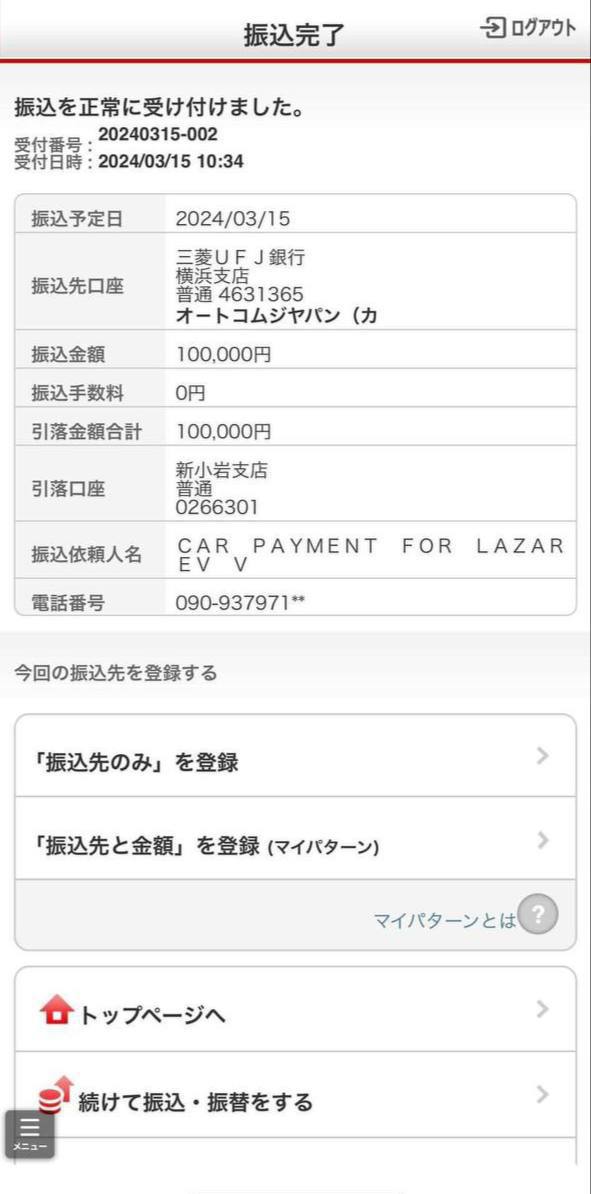 振込完了
ログアウト
振込を正常に受け付けました。
受付番号：20240315-002
受付日時：2024/03/15 10:34
振込予定日 2024/03/15
振込先口座
三菱ＵＦＪ銀行
横浜支店
普通 4631365
オートコムジヤパン（カ
振込金額 100,000円
振込手数料 0円
引落金額合計 100,000円
引落口座
新小岩支店
普通
0266301
振込依頼人名
ＣＡＲ　ＰＡＹＭＥＮＴ　ＦＯＲ　ＬＡＺＡＲ
ＥＶ　Ｖ
電話番号 090-937971**
今回の振込先を登録する
「振込先のみ」を登録
「振込先と金額」を登録 (マイパターン)
マイパターンとは ?
トップページへ
続けて振込・振替をする
メニュー